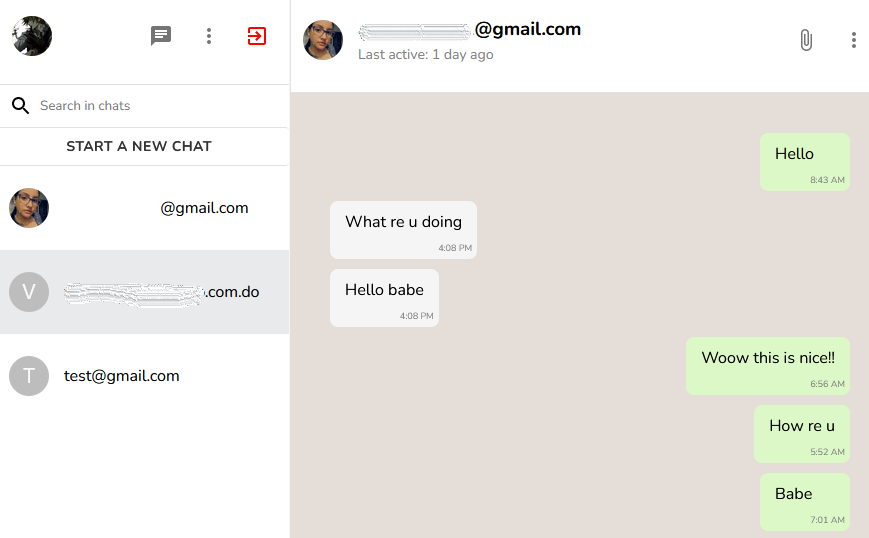 Search in chats
START A NEW CHAT
@gmail.com
V
.com.do
T
test@gmail.com
@gmail.com
Last active: 1 day ago
Hello
8:43 AM
What re u doing
4:08 PM
Hello babe
4:08 PM
Woow this is nice!!
6:56 AM
How re u
5:52 AM
Babe
7:01 AM